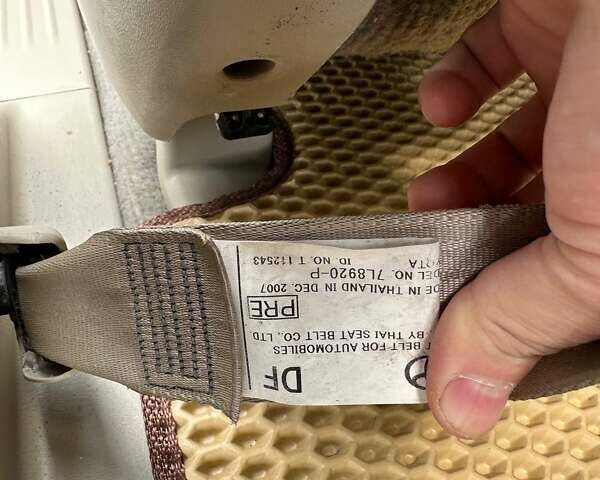 DF
T BELT FOR AUTOMOBILES
BY THAI SEAT BELT CO. LTD
PRE
DE IN THAILAND IN DEC. 2007
DEL NO. 7L8920-P
OTA ID NO. T 112543